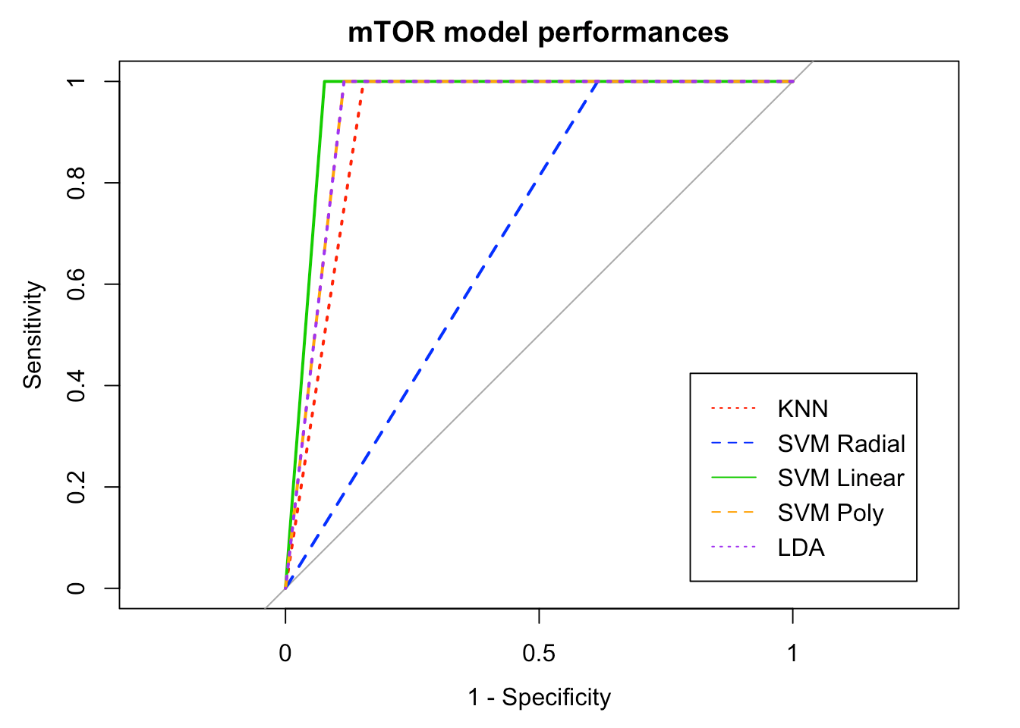 mTOR model performances
Sensitivity
1
0.8
0.6
0.4
0.2
0
KNN
SVM Radial
SVM Linear
SVM Poly
LDA
0 0.5 1
1 - Specificity